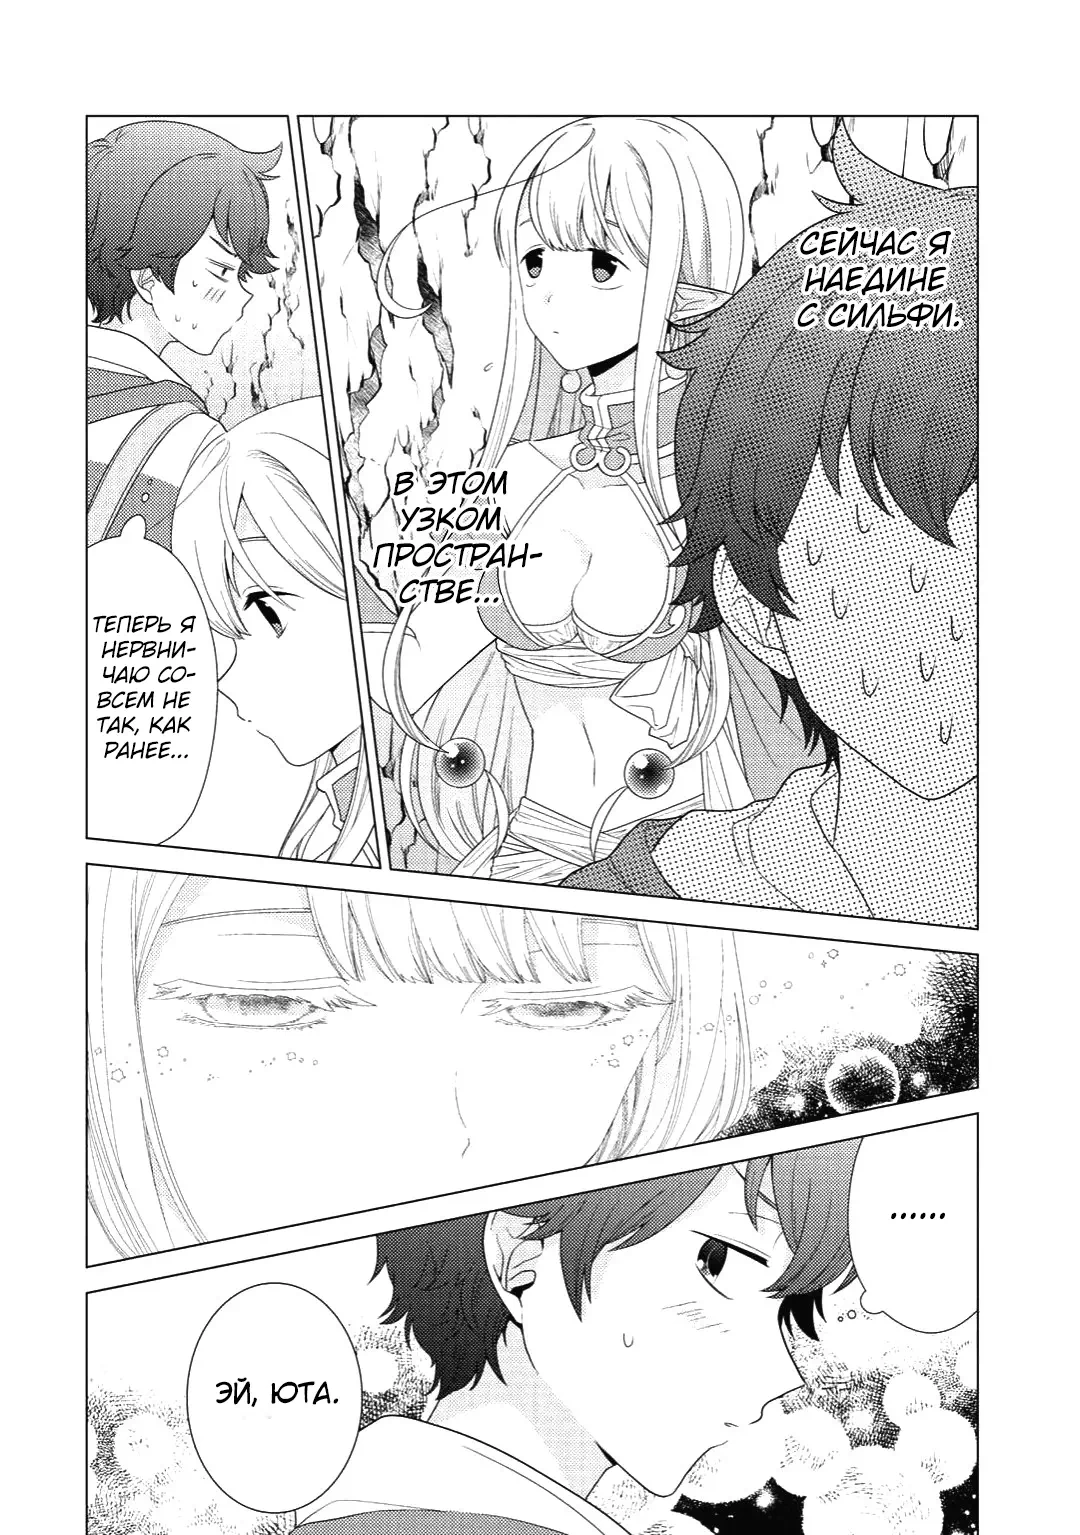 СЕЙЧАС Я
НАЕДИНЕ
С СИЛЬФИ.
В ЭТОМ
УЗКОМ
ПРОСТРАН-
СТВЕ...
ТЕПЕРЬ Я
НЕРВНИ-
ЧАЮ СО-
ВСЕМ НЕ
ТАК, КАК
РАНЕЕ...
......
ЭЙ, ЮТА.